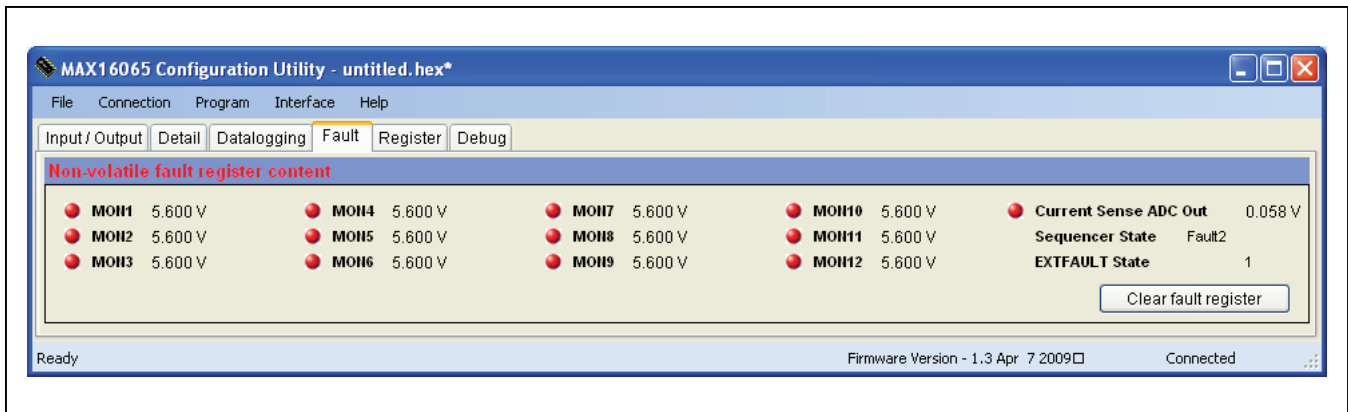 MAX16065 Configuration Utility - untitled.hex*
File Connection Program Interface Help
Input / Output Detail Datalogging Fault Register Debug
Non-volatile fault register content
MON1 5.600 V MON4 5.600 V MON7 5.600 V MON10 5.600 V Current Sense ADC Out 0.058 V
MON2 5.600 V MON5 5.600 V MON8 5.600 V MON11 5.600 V Sequencer State Fault2
MON3 5.600 V MON6 5.600 V MON9 5.600 V MON12 5.600 V EXTFAULT State 1
Clear fault register
Ready Firmware Version - 1.3 Apr 7 2009□ Connected